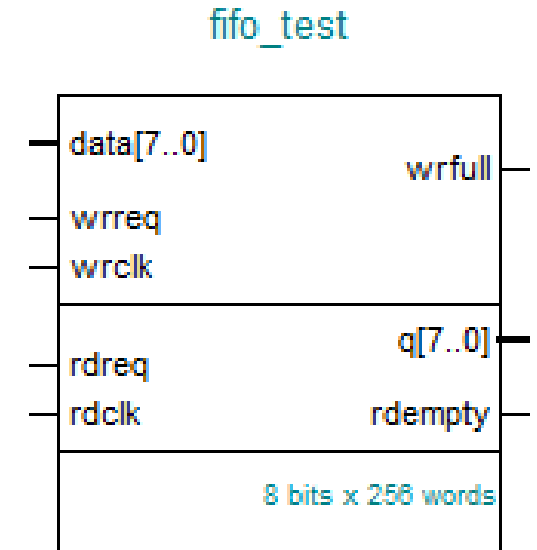 fifo_test
data[7..0]
wrfull
wrreq
wrclk
q[7..0]
rdreq
rdclk
rdempty
8 bits x 256 words